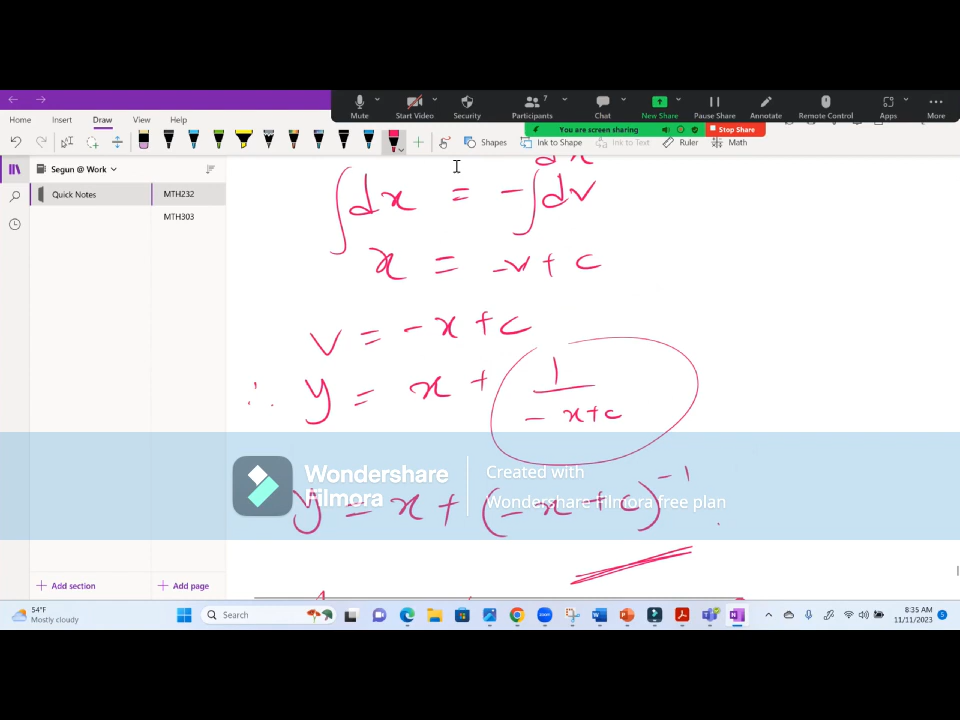 Mute
Start Video
Security
7
Participants
Chat
New Share
Pause Share
Annotate
Remote Control
Apps
More
You are screen sharing
Stop Share
Home
Insert
Draw
View
Help
Shapes
Ink to Shape
Ink to Text
Ruler
Math
Segun @ Work
Quick Notes
MTH232
MTH303
dx
∫dx = -∫dv
x = -v + c
v = -x + c
∴ y = x + 1/(-x+c)
y = x + (-x + c)^-1
Wondershare
Filmora
Created with
Wondershare Filmora free plan
Add section
Add page
54°F
Mostly cloudy
Search
8:35 AM
11/11/2023
5